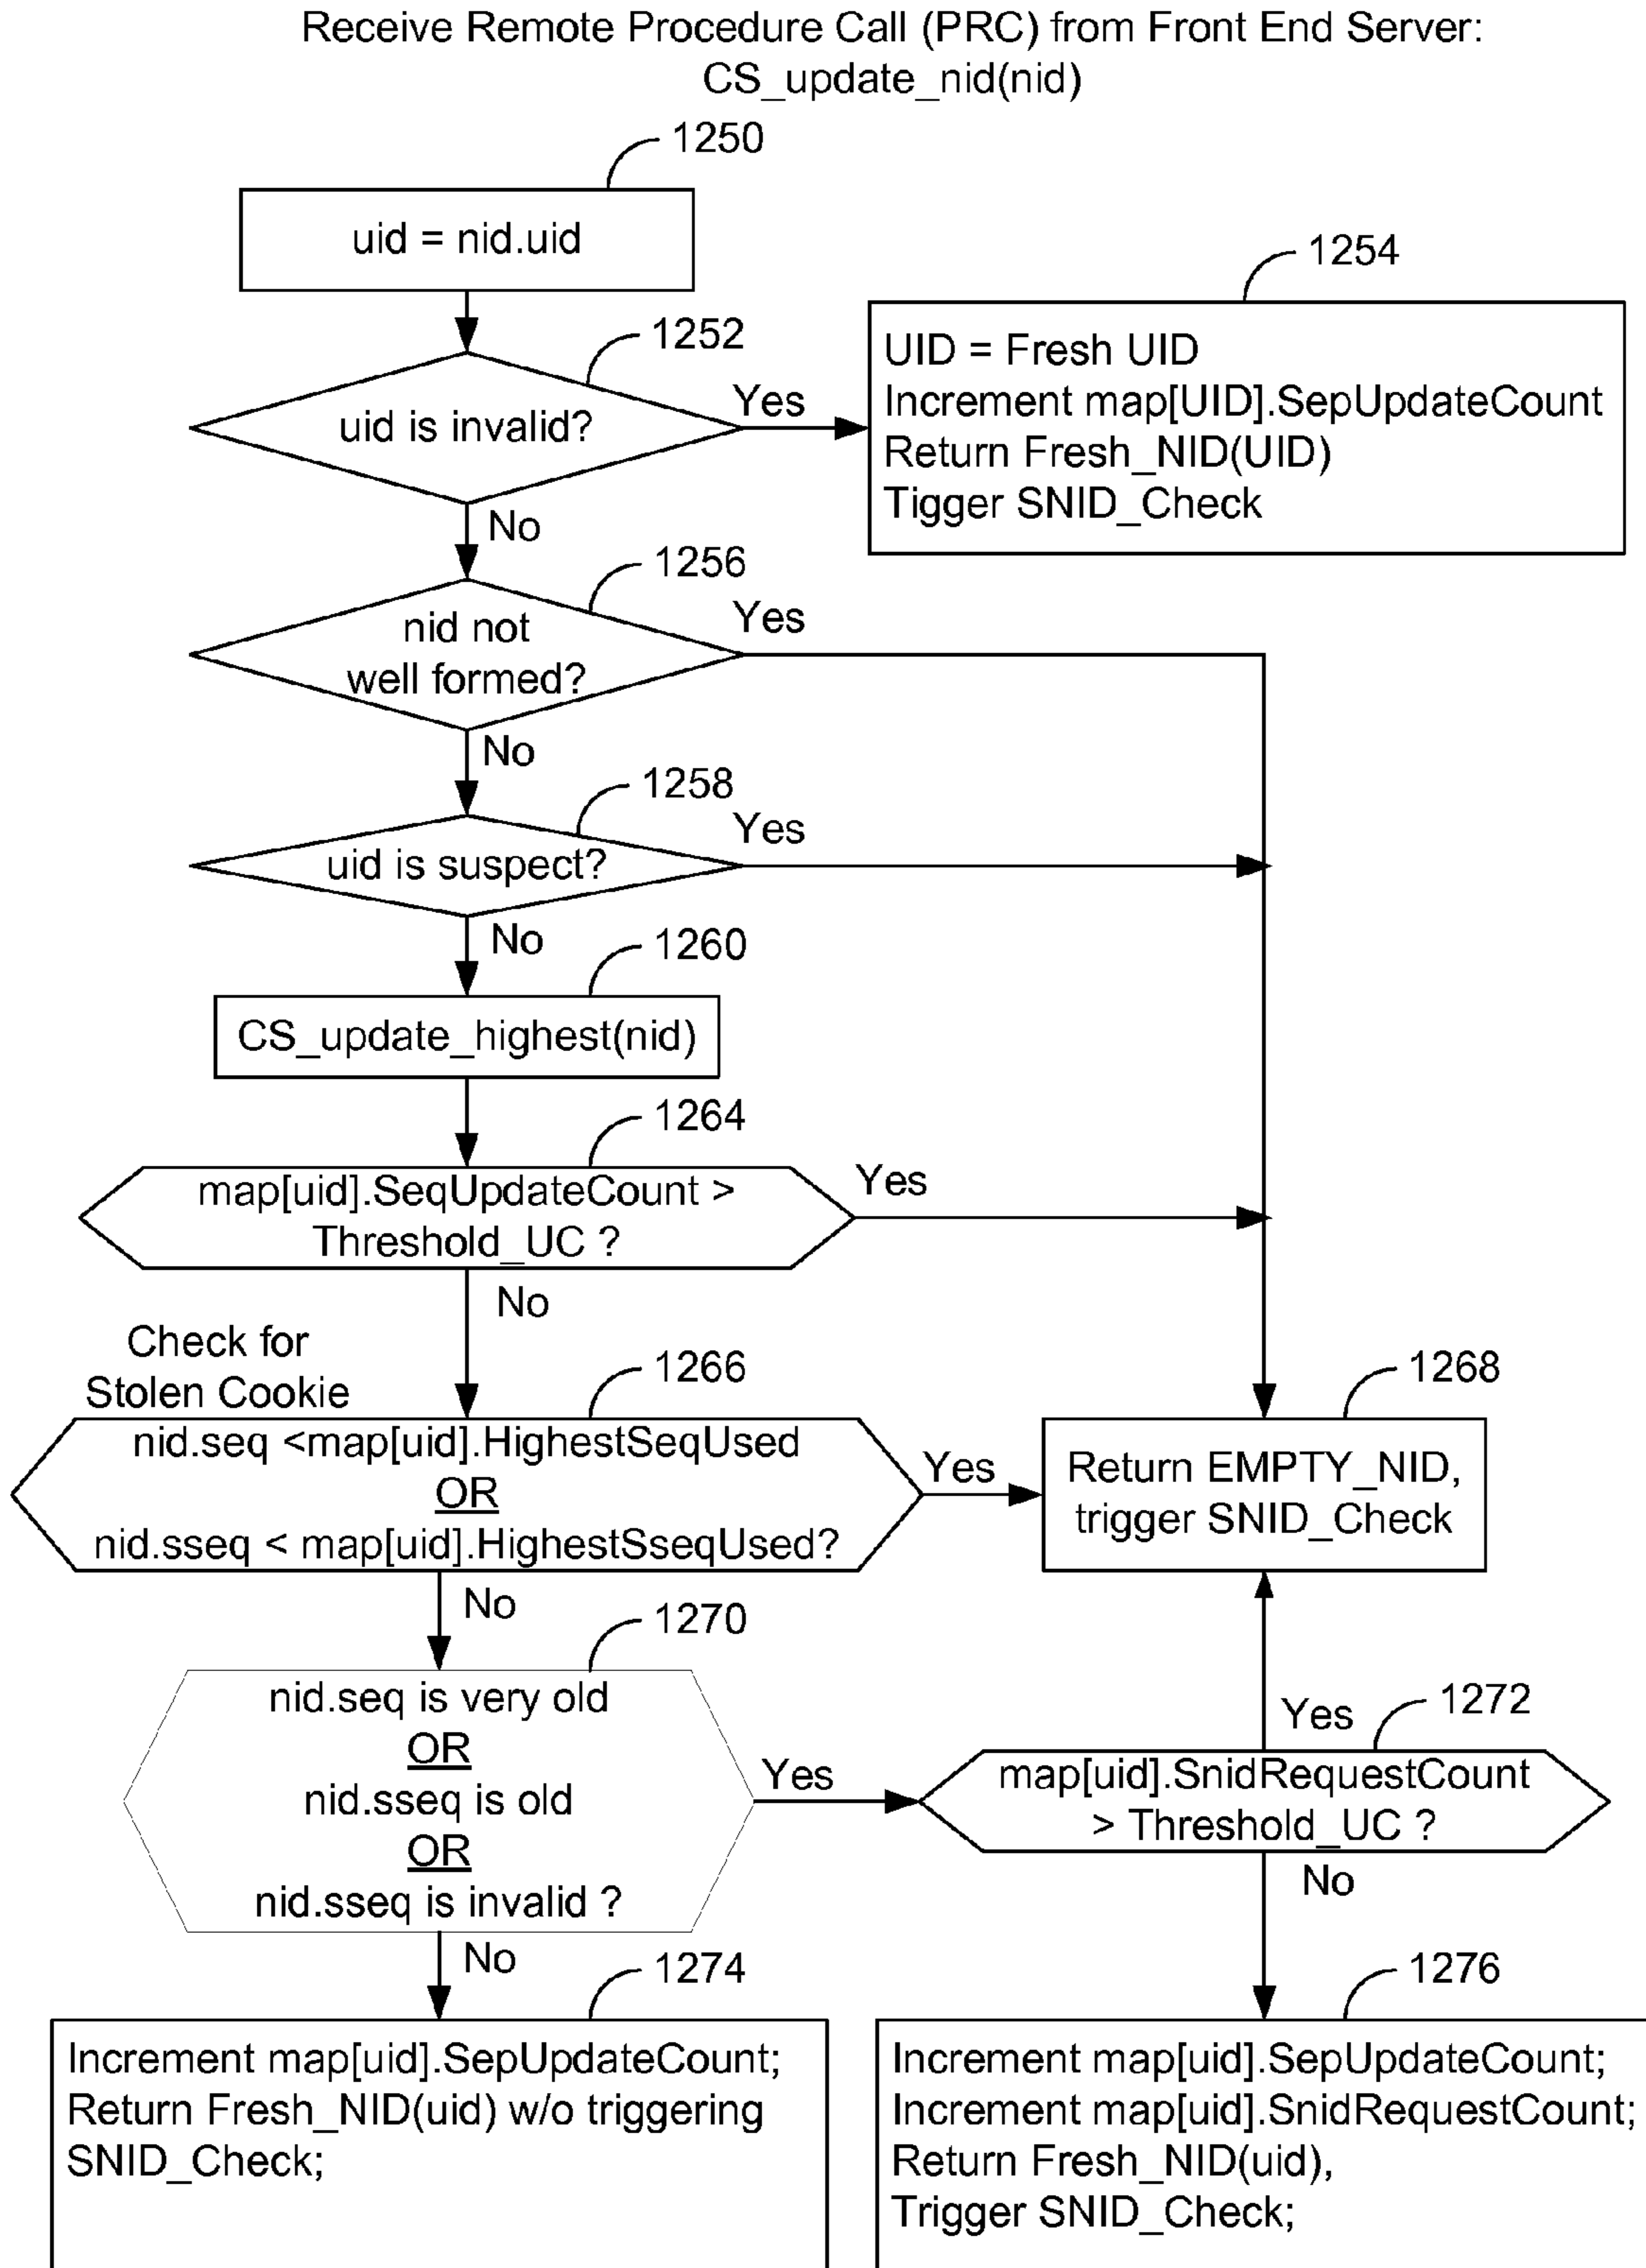 Receive Remote Procedure Call (PRC) from Front End Server:
CS_update_nid(nid)
1250
uid = nid.uid
1254
UID = Fresh UID
Increment map[UID].SepUpdateCount
Return Fresh_NID(UID)
Tigger SNID_Check
1252
uid is invalid?
Yes
No
1256
nid not
well formed?
Yes
No
1258
uid is suspect?
Yes
No
1260
CS_update_highest(nid)
1264
map[uid].SeqUpdateCount >
Threshold_UC ?
Yes
No
Check for
Stolen Cookie
1266
nid.seq <map[uid].HighestSeqUsed
OR
nid.sseq < map[uid].HighestSseqUsed?
Yes
1268
Return EMPTY_NID,
trigger SNID_Check
No
1270
nid.seq is very old
OR
nid.sseq is old
OR
nid.sseq is invalid ?
Yes
Yes
1272
map[uid].SnidRequestCount
> Threshold_UC ?
No
No
1274
Increment map[uid].SepUpdateCount;
Return Fresh_NID(uid) w/o triggering
SNID_Check;
1276
Increment map[uid].SepUpdateCount;
Increment map[uid].SnidRequestCount;
Return Fresh_NID(uid),
Trigger SNID_Check;